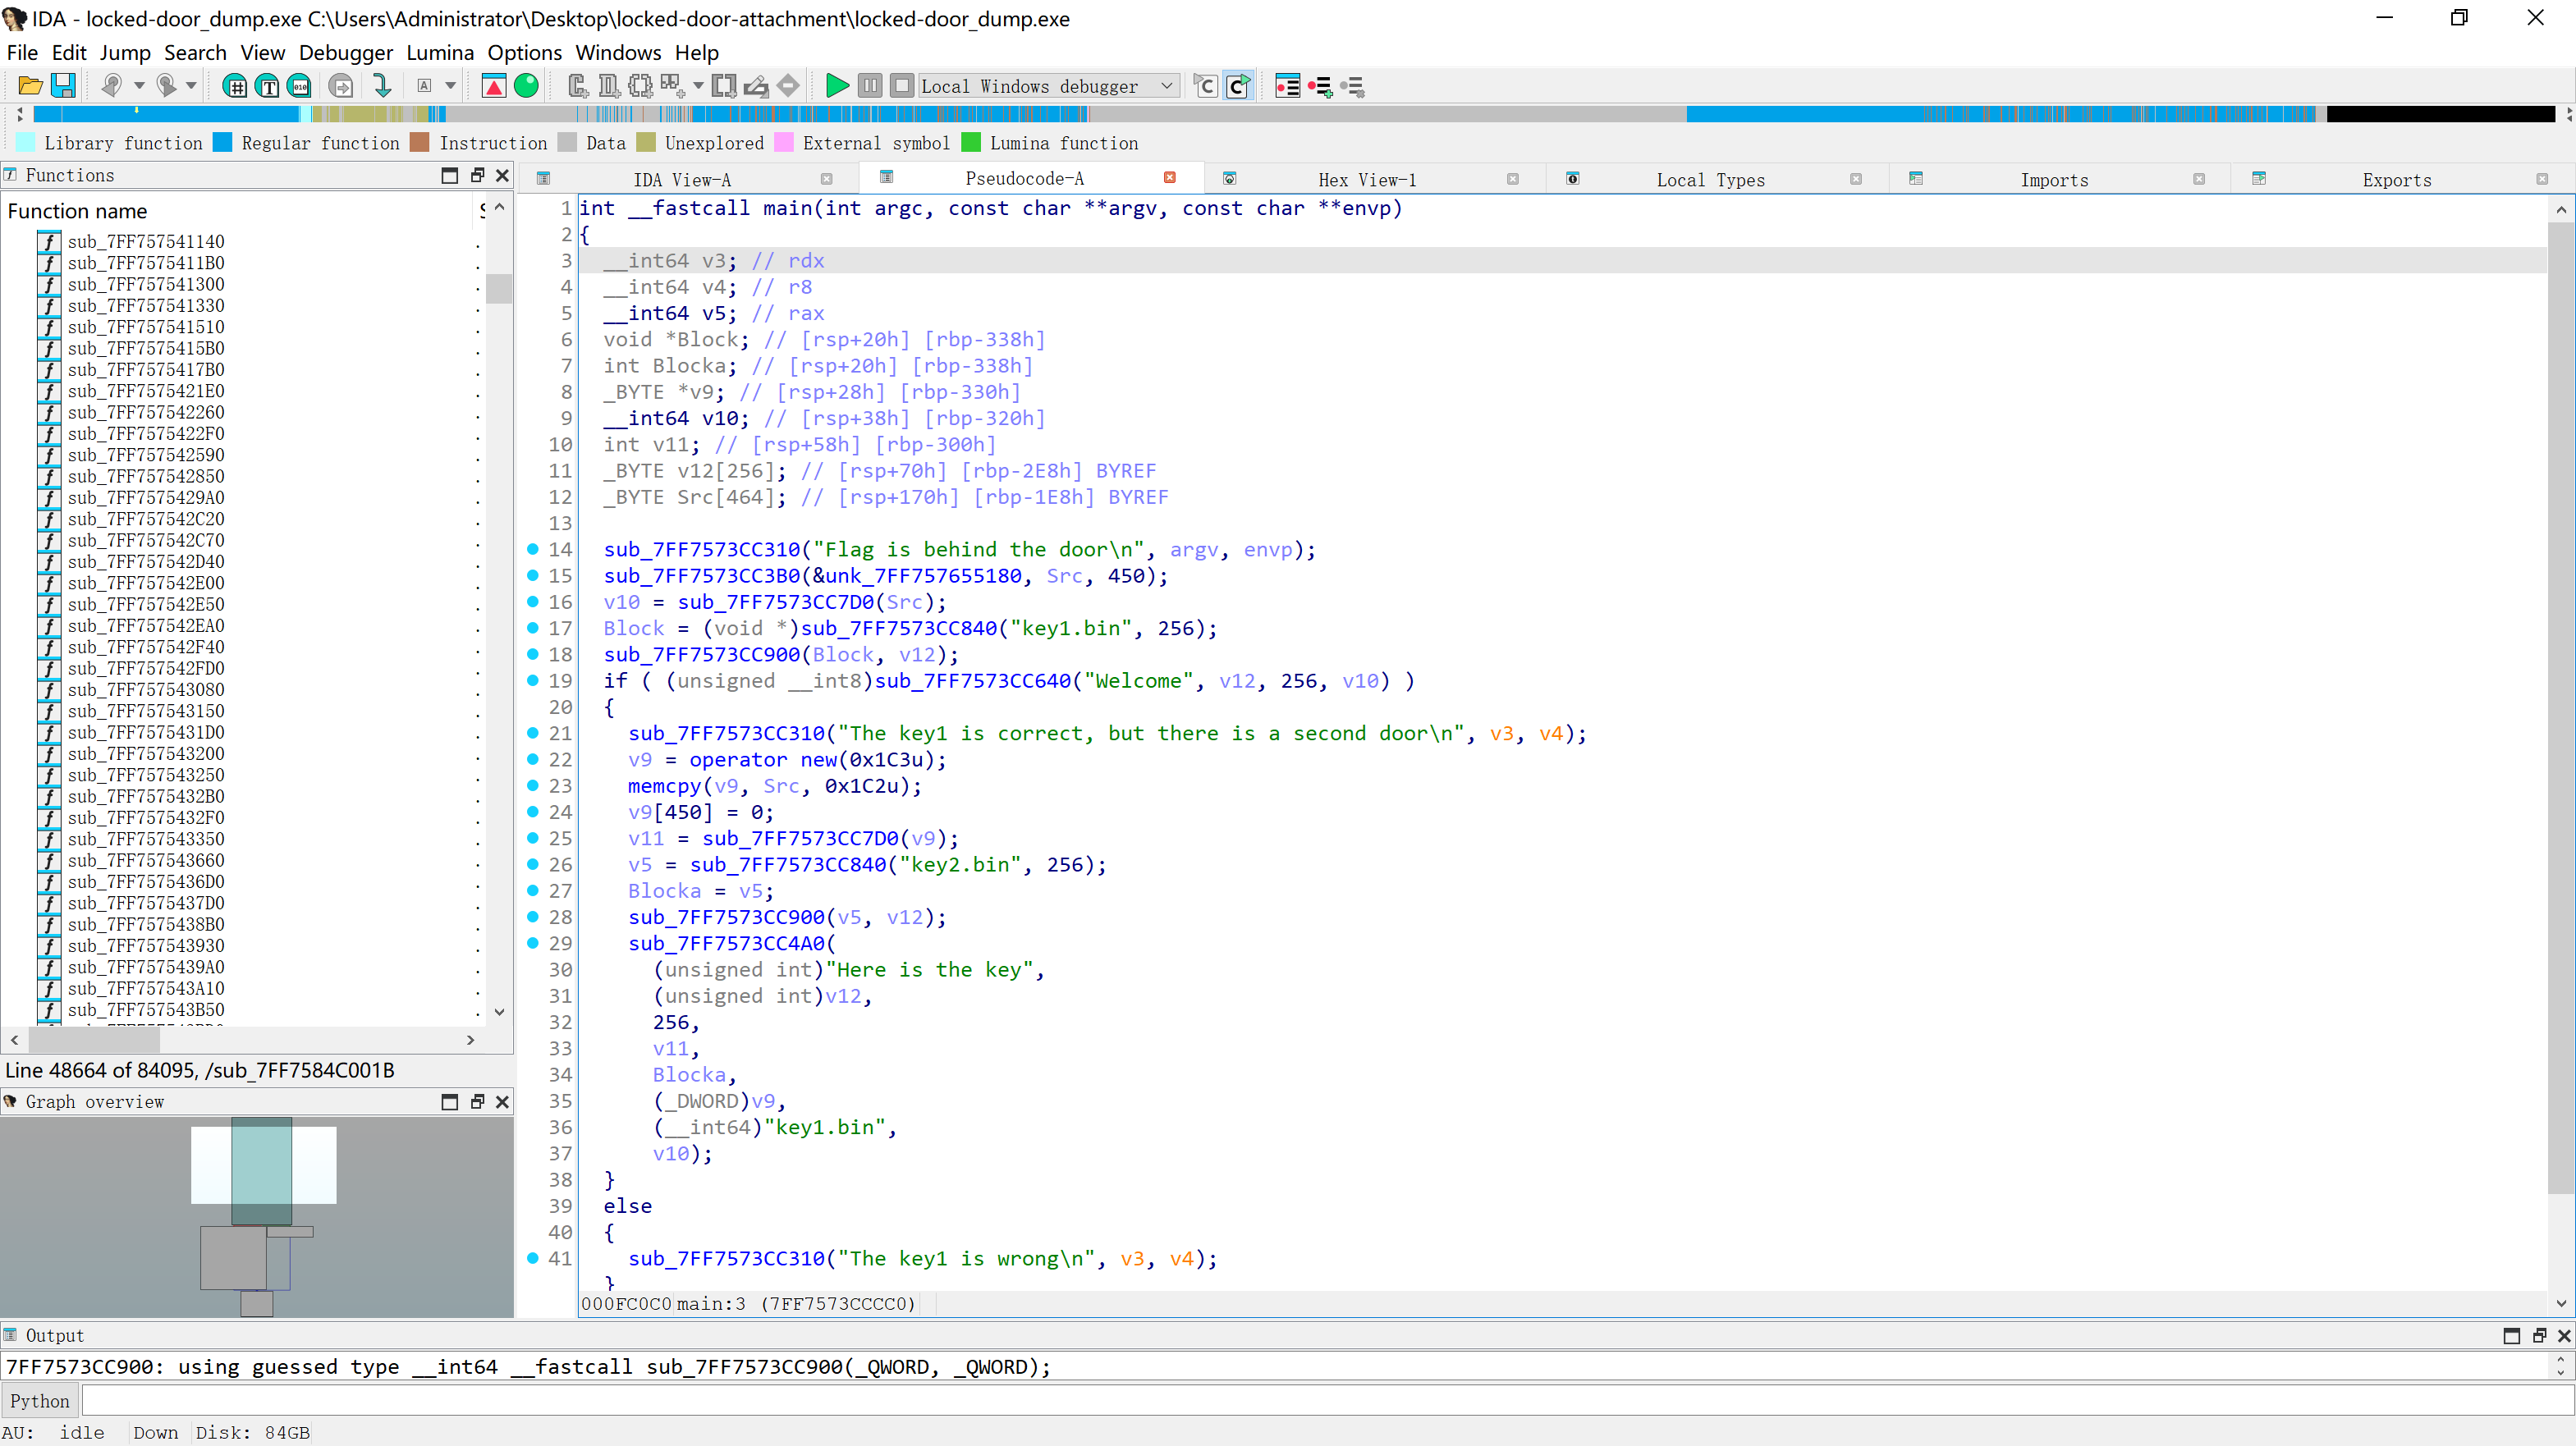 IDA - locked-door_dump.exe C:\Users\Administrator\Desktop\locked-door-attachment\locked-door_dump.exe
File Edit Jump Search View Debugger Lumina Options Windows Help
Local Windows debugger
Library function Regular function Instruction Data Unexplored External symbol Lumina function
Functions
IDA View-A Pseudocode-A Hex View-1 Local Types Imports Exports
Function name
sub_7FF757541140
sub_7FF7575411B0
sub_7FF757541300
sub_7FF757541330
sub_7FF757541510
sub_7FF7575415B0
sub_7FF7575417B0
sub_7FF7575421E0
sub_7FF757542260
sub_7FF7575422F0
sub_7FF757542590
sub_7FF757542850
sub_7FF7575429A0
sub_7FF757542C20
sub_7FF757542C70
sub_7FF757542D40
sub_7FF757542E00
sub_7FF757542E50
sub_7FF757542EA0
sub_7FF757542F40
sub_7FF757542FD0
sub_7FF757543080
sub_7FF757543150
sub_7FF7575431D0
sub_7FF757543200
sub_7FF757543250
sub_7FF7575432B0
sub_7FF7575432F0
sub_7FF757543350
sub_7FF757543660
sub_7FF7575436D0
sub_7FF7575437D0
sub_7FF7575438B0
sub_7FF757543930
sub_7FF7575439A0
sub_7FF757543A10
sub_7FF757543B50
Line 48664 of 84095, /sub_7FF7584C001B
Graph overview
1 int __fastcall main(int argc, const char **argv, const char **envp)
2 {
3 __int64 v3; // rdx
4 __int64 v4; // r8
5 __int64 v5; // rax
6 void *Block; // [rsp+20h] [rbp-338h]
7 int Blocka; // [rsp+20h] [rbp-338h]
8 _BYTE *v9; // [rsp+28h] [rbp-330h]
9 __int64 v10; // [rsp+38h] [rbp-320h]
10 int v11; // [rsp+58h] [rbp-300h]
11 _BYTE v12[256]; // [rsp+70h] [rbp-2E8h] BYREF
12 _BYTE Src[464]; // [rsp+170h] [rbp-1E8h] BYREF
13
14 sub_7FF7573CC310("Flag is behind the door\n", argv, envp);
15 sub_7FF7573CC3B0(&unk_7FF757655180, Src, 450);
16 v10 = sub_7FF7573CC7D0(Src);
17 Block = (void *)sub_7FF7573CC840("key1.bin", 256);
18 sub_7FF7573CC900(Block, v12);
19 if ( (unsigned __int8)sub_7FF7573CC640("Welcome", v12, 256, v10) )
20 {
21 sub_7FF7573CC310("The key1 is correct, but there is a second door\n", v3, v4);
22 v9 = operator new(0x1C3u);
23 memcpy(v9, Src, 0x1C2u);
24 v9[450] = 0;
25 v11 = sub_7FF7573CC7D0(v9);
26 v5 = sub_7FF7573CC840("key2.bin", 256);
27 Blocka = v5;
28 sub_7FF7573CC900(v5, v12);
29 sub_7FF7573CC4A0(
30 (unsigned int)"Here is the key",
31 (unsigned int)v12,
32 256,
33 v11,
34 Blocka,
35 (_DWORD)v9,
36 (__int64)"key1.bin",
37 v10);
38 }
39 else
40 {
41 sub_7FF7573CC310("The key1 is wrong\n", v3, v4);
}
000FC0C0 main:3 (7FF7573CCCC0)
Output
7FF7573CC900: using guessed type __int64 __fastcall sub_7FF7573CC900(_QWORD, _QWORD);
Python
AU: idle Down Disk: 84GB